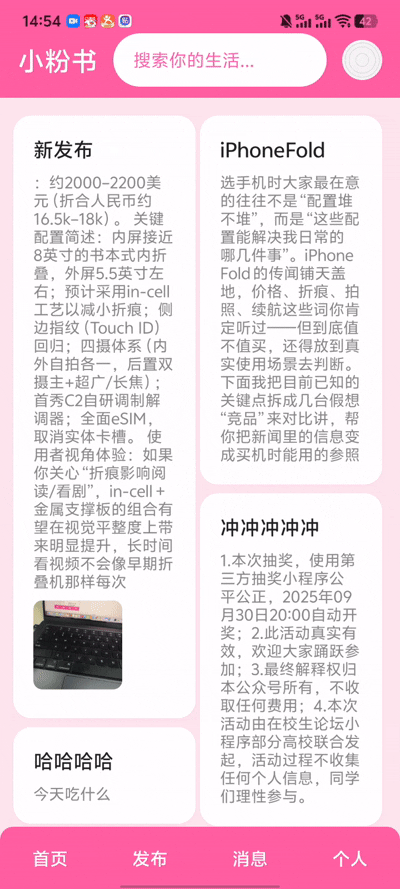 14:54
5G 5G 42
小粉书
搜索你的生活...
新发布
：约2000–2200美
元（折合人民币约
16.5k–18k）。 关键
配置简述：内屏接近
8英寸的书本式内折
叠，外屏5.5英寸左
右；预计采用in-cell
工艺以减小折痕；侧
边指纹（Touch ID）
回归；四摄体系（内
外自拍各一，后置双
摄主+超广/长焦）；
首秀C2自研调制解
调器；全面eSIM，
取消实体卡槽。 使
用者视角体验：如果
你关心“折痕影响阅
读/看剧”，in-cell＋
金属支撑板的组合有
望在视觉平整度上带
来明显提升，长时间
看视频不会像早期折
叠机那样每次
哈哈哈哈
今天吃什么
iPhoneFold
选手机时大家最在意
的往往不是“配置堆
不堆”，而是“这些配
置能解决我日常的
哪几件事”。iPhone
Fold的传闻铺天盖
地，价格、折痕、拍
照、续航这些词你肯
定听过——但到底值
不值买，还得放到真
实使用场景去判断。
下面我把目前已知的
关键点拆成几台假想
“竞品”来对比讲，帮
你把新闻里的信息变
成买机时能用的参照
冲冲冲冲冲
1.本次抽奖，使用第
三方抽奖小程序公
平公正，2025年09
月30日20:00自动开
奖；2.此活动真实有
效，欢迎大家踊跃参
加；3.最终解释权归
本公众号所有，不收
取任何费用；4.本次
活动由在校生论坛小
程序部分高校联合发
起，活动过程不收集
任何个人信息，同学
们理性参与。
首页
发布
消息
个人